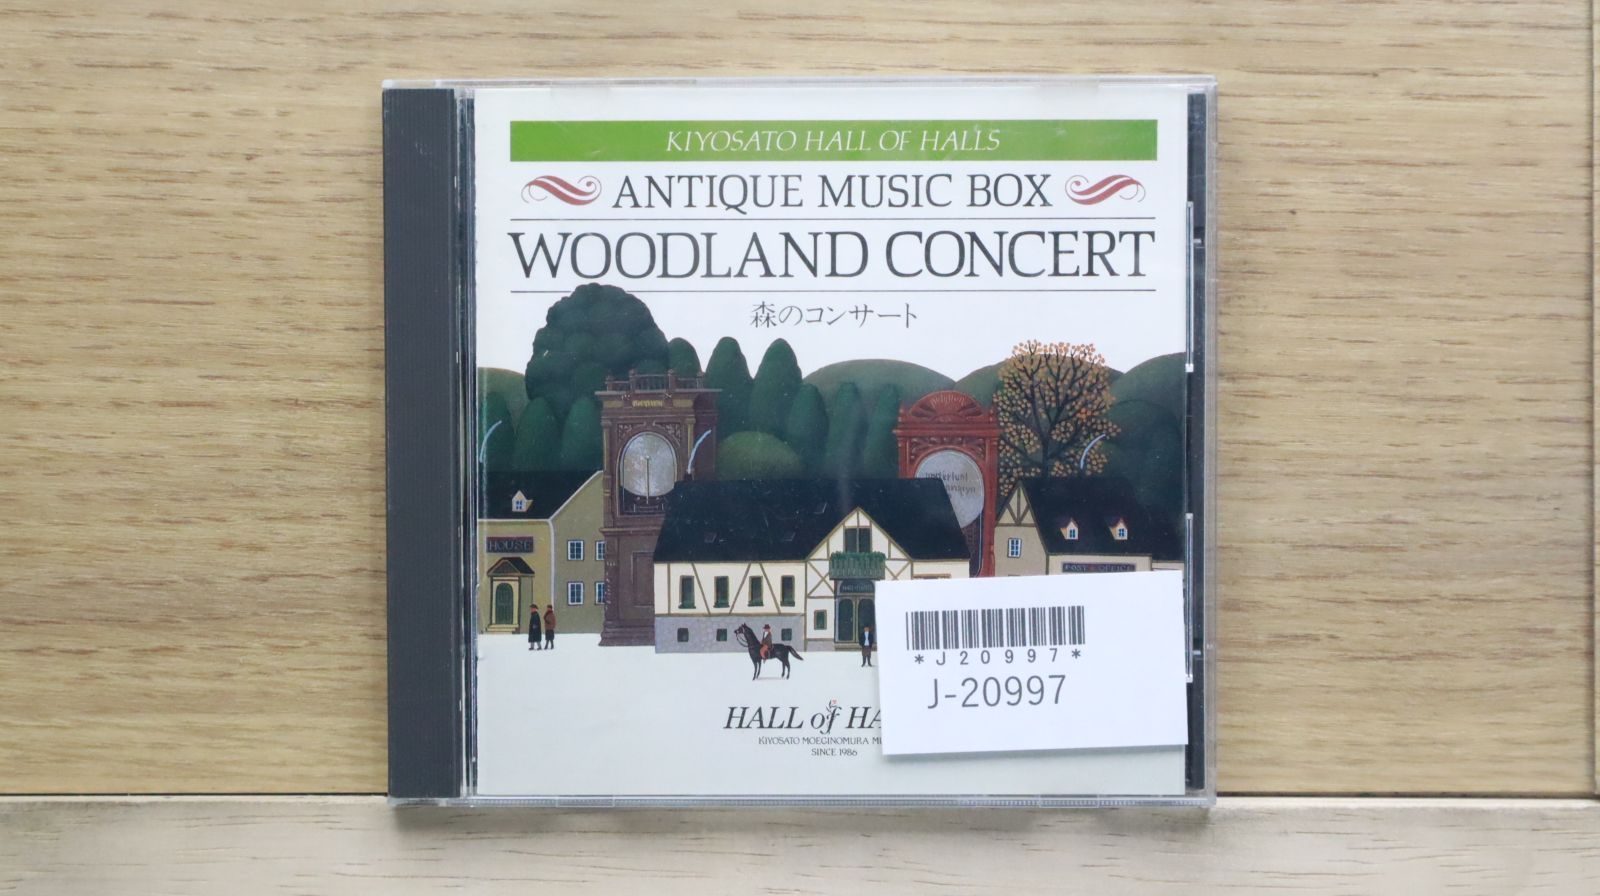 KIYOSATO HALL OF HALLS
ANTIQUE MUSIC BOX
WOODLAND CONCERT
森のコンサート
HOUSE
POST OFFICE
*J20997*
J-20997
HALL of HA
KIYOSATO MOEGINOMURA MU
SINCE 1986